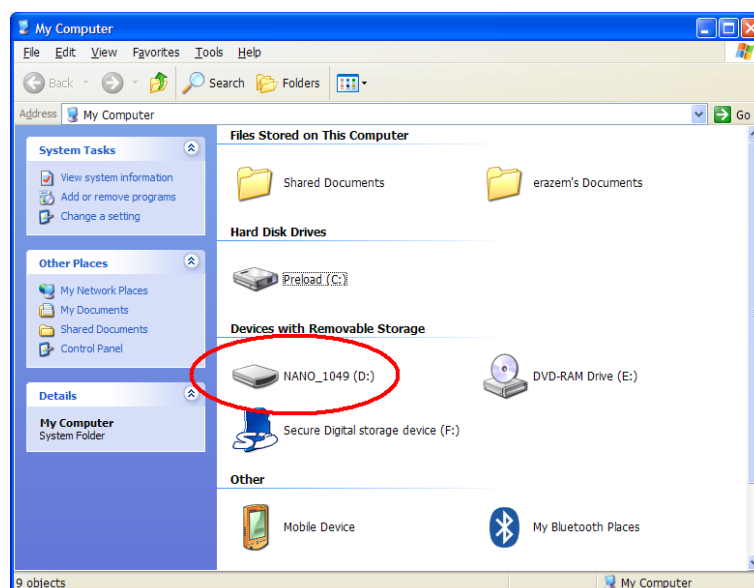 My Computer
File Edit View Favorites Tools Help
Back Search Folders
Address My Computer Go
System Tasks
View system information
Add or remove programs
Change a setting
Other Places
My Network Places
My Documents
Shared Documents
Control Panel
Details
My Computer
System Folder
Files Stored on This Computer
Shared Documents erazem's Documents
Hard Disk Drives
Preload (C:)
Devices with Removable Storage
NANO_1049 (D:) DVD-RAM Drive (E:)
Secure Digital storage device (F:)
Other
Mobile Device My Bluetooth Places
9 objects My Computer